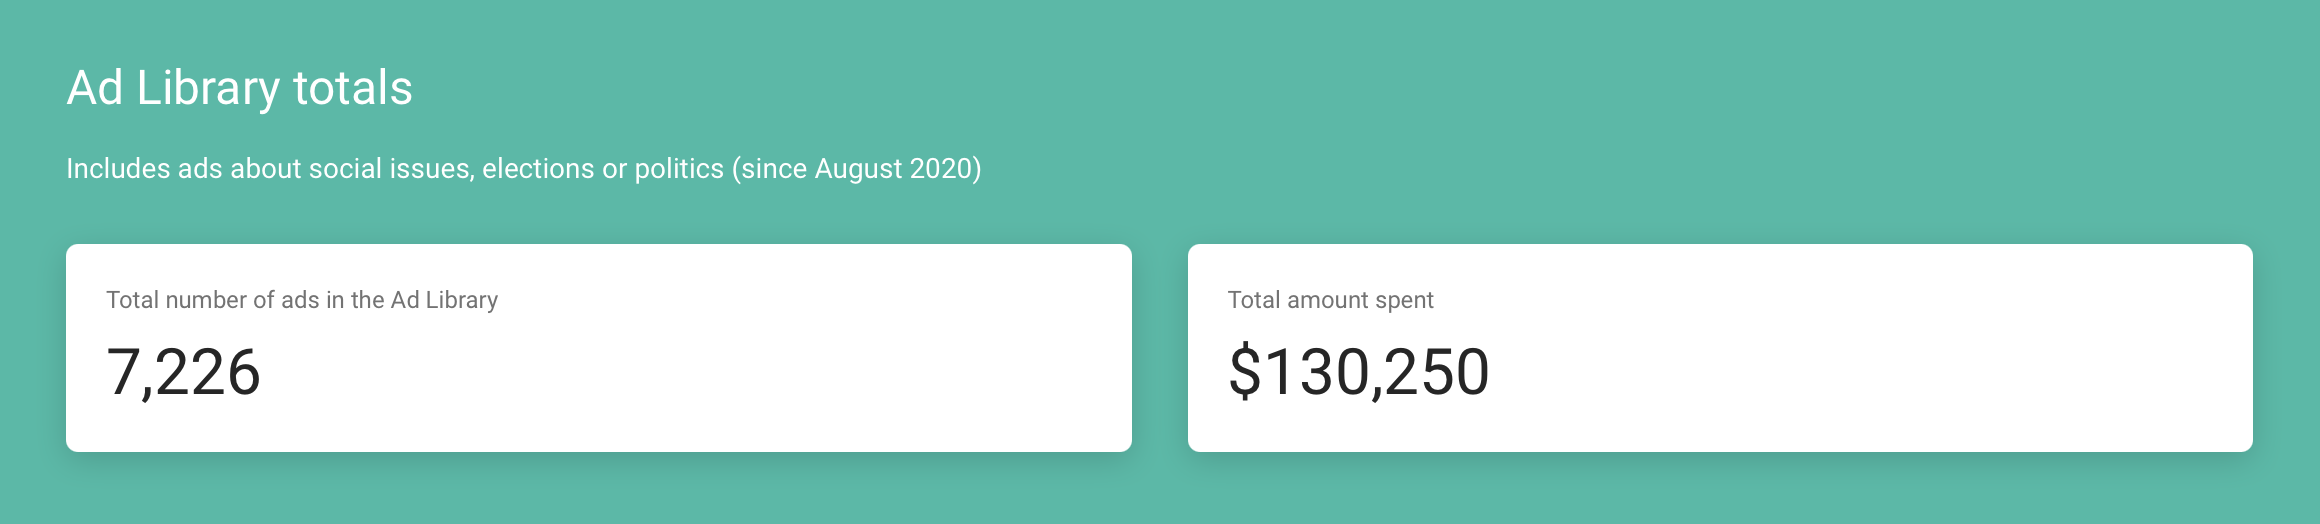 Ad Library totals
Includes ads about social issues, elections or politics (since August 2020)
Total number of ads in the Ad Library
7,226
Total amount spent
$130,250